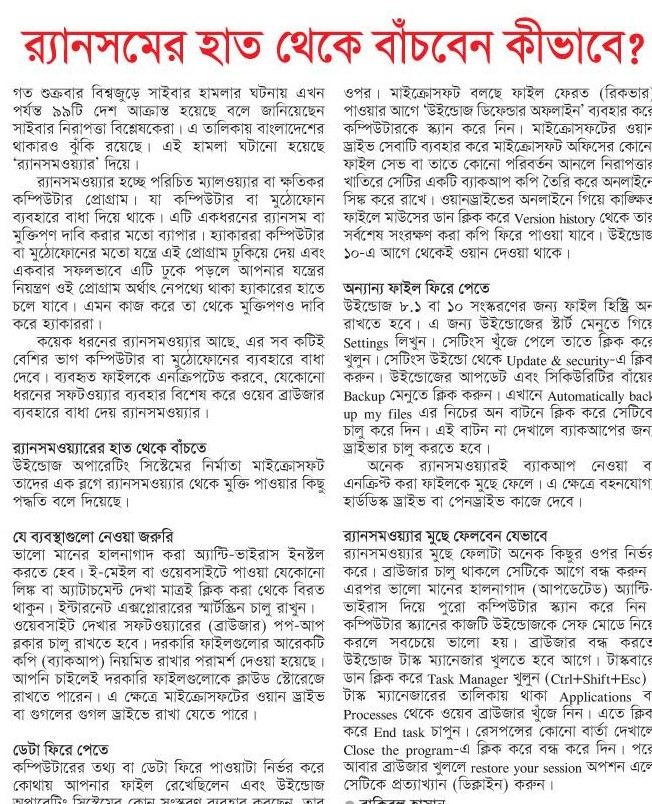 র‍্যানসমের হাত থেকে বাঁচবেন কীভাবে?
গত শুক্রবার বিশ্বজুড়ে সাইবার হামলার ঘটনায় এখন
পর্যন্ত ৯৯টি দেশ আক্রান্ত হয়েছে বলে জানিয়েছেন
সাইবার নিরাপত্তা বিশ্লেষকেরা। এ তালিকায় বাংলাদেশের
থাকারও ঝুঁকি রয়েছে। এই হামলা ঘটানো হয়েছে
‘র‍্যানসমওয়্যার’ দিয়ে।
র‍্যানসমওয়্যার হচ্ছে পরিচিত ম্যালওয়্যার বা ক্ষতিকর
কম্পিউটার প্রোগ্রাম। যা কম্পিউটার বা মুঠোফোন
ব্যবহারে বাধা দিয়ে থাকে। এটি একধরনের র‍্যানসম বা
মুক্তিপণ দাবি করার মতো ব্যাপার। হ্যাকাররা কম্পিউটার
বা মুঠোফোনের মতো যন্ত্রে এই প্রোগ্রাম ঢুকিয়ে দেয় এবং
একবার সফলভাবে এটি ঢুকে পড়লে আপনার যন্ত্রের
নিয়ন্ত্রণ ওই প্রোগ্রাম অর্থাৎ নেপথ্যে থাকা হ্যাকারের হাতে
চলে যাবে। এমন কাজ করে তা থেকে মুক্তিপণও দাবি
করে হ্যাকাররা।
কয়েক ধরনের র‍্যানসমওয়্যার আছে, এর সব কটিই
বেশির ভাগ কম্পিউটার বা মুঠোফোনের ব্যবহারে বাধা
দেবে। ব্যবহৃত ফাইলকে এনক্রিপটেড করবে, যেকোনো
ধরনের সফটওয়্যার ব্যবহার বিশেষ করে ওয়েব ব্রাউজার
ব্যবহারে বাধা দেয় র‍্যানসমওয়্যার।
র‍্যানসমওয়্যারের হাত থেকে বাঁচতে
উইন্ডোজ অপারেটিং সিস্টেমের নির্মাতা মাইক্রোসফট
তাদের এক ব্লগে র‍্যানসমওয়্যার থেকে মুক্তি পাওয়ার কিছু
পদ্ধতি বলে দিয়েছে।
যে ব্যবস্থাগুলো নেওয়া জরুরি
ভালো মানের হালনাগাদ করা অ্যান্টি-ভাইরাস ইনস্টল
করতে হবে। ই-মেইল বা ওয়েবসাইটে পাওয়া যেকোনো
লিঙ্ক বা অ্যাটাচমেন্ট দেখা মাত্রই ক্লিক করা থেকে বিরত
থাকুন। ইন্টারনেট এক্সপ্লোরারের স্মার্টস্ক্রিন চালু রাখুন।
ওয়েবসাইট দেখার সফটওয়্যারের (ব্রাউজার) পপ-আপ
ব্লকার চালু রাখতে হবে। দরকারি ফাইলগুলোর আরেকটি
কপি (ব্যাকআপ) নিয়মিত রাখার পরামর্শ দেওয়া হয়েছে।
আপনি চাইলেই দরকারি ফাইলগুলোকে ক্লাউড স্টোরেজে
রাখতে পারেন। এ ক্ষেত্রে মাইক্রোসফটের ওয়ান ড্রাইভ
বা গুগলের গুগল ড্রাইভে রাখা যেতে পারে।
ডেটা ফিরে পেতে
কম্পিউটারের তথ্য বা ডেটা ফিরে পাওয়াটা নির্ভর করে
কোথায় আপনার ফাইল রেখেছিলেন এবং উইন্ডোজ
অপারেটিং সিস্টেমের কোন সংস্করণ ব্যবহার করছেন, তার
ওপর। মাইক্রোসফট বলছে ফাইল ফেরত (রিকভার)
পাওয়ার আগে ‘উইন্ডোজ ডিফেন্ডার অফলাইন’ ব্যবহার করে
কম্পিউটারকে স্ক্যান করে নিন। মাইক্রোসফটের ওয়ান
ড্রাইভ সেবাটি ব্যবহার করে মাইক্রোসফট অফিসের কোনো
ফাইল সেভ বা তাতে কোনো পরিবর্তন আনলে নিরাপত্তার
খাতিরে সেটির একটি ব্যাকআপ কপি তৈরি করে অনলাইনে
সিঙ্ক করে রাখে। ওয়ানড্রাইভের অনলাইনে গিয়ে কাঙ্ক্ষিত
ফাইলে মাউসের ডান ক্লিক করে Version history থেকে তার
সর্বশেষ সংরক্ষণ করা কপি ফিরে পাওয়া যাবে। উইন্ডোজ
১০-এ আগে থেকেই ওয়ান দেওয়া থাকে।
অন্যান্য ফাইল ফিরে পেতে
উইন্ডোজ ৮.১ বা ১০ সংস্করণের জন্য ফাইল হিস্ট্রি অন
রাখতে হবে। এ জন্য উইন্ডোজের স্টার্ট মেনুতে গিয়ে
Settings লিখুন। সেটিংস খুঁজে পেলে তাতে ক্লিক করে
খুলুন। সেটিংস উইন্ডো থেকে Update & security-এ ক্লিক
করুন। উইন্ডোজের আপডেট এবং সিকিউরিটির বাঁয়ের
Backup মেনুতে ক্লিক করুন। এখানে Automatically back
up my files এর নিচের অন বাটনে ক্লিক করে সেটিকে
চালু করে দিন। এই বাটন না দেখালে ব্যাকআপের জন্য
ড্রাইভার চালু করতে হবে।
অনেক র‍্যানসমওয়্যারই ব্যাকআপ নেওয়া বা
এনক্রিপ্ট করা ফাইলকে মুছে ফেলে। এ ক্ষেত্রে বহনযোগ্য
হার্ডডিস্ক ড্রাইভ বা পেনড্রাইভ কাজে দেবে।
র‍্যানসমওয়্যার মুছে ফেলবেন যেভাবে
র‍্যানসমওয়্যার মুছে ফেলাটা অনেক কিছুর ওপর নির্ভর
করে। ব্রাউজার চালু থাকলে সেটিকে আগে বন্ধ করুন।
এরপর ভালো মানের হালনাগাদ (আপডেটেড) অ্যান্টি-
ভাইরাস দিয়ে পুরো কম্পিউটার স্ক্যান করে নিন।
কম্পিউটার স্ক্যানের কাজটি উইন্ডোজকে সেফ মোডে নিয়ে
করলে সবচেয়ে ভালো হয়। ব্রাউজার বন্ধ করতে
উইন্ডোজ টাস্ক ম্যানেজার খুলতে হবে আগে। টাস্কবারে
ডান ক্লিক করে Task Manager খুলুন (Ctrl+Shift+Esc)।
টাস্ক ম্যানেজারের তালিকায় থাকা Applications বা
Processes থেকে ওয়েব ব্রাউজার খুঁজে নিন। এতে ক্লিক
করে End task চাপুন। রেসপন্সের কোনো বার্তা দেখালে
Close the program-এ ক্লিক করে বন্ধ করে দিন। পরে
আবার ব্রাউজার খুললে restore your session অপশন এলে
সেটিকে প্রত্যাখ্যান (ডিক্লাইন) করুন।